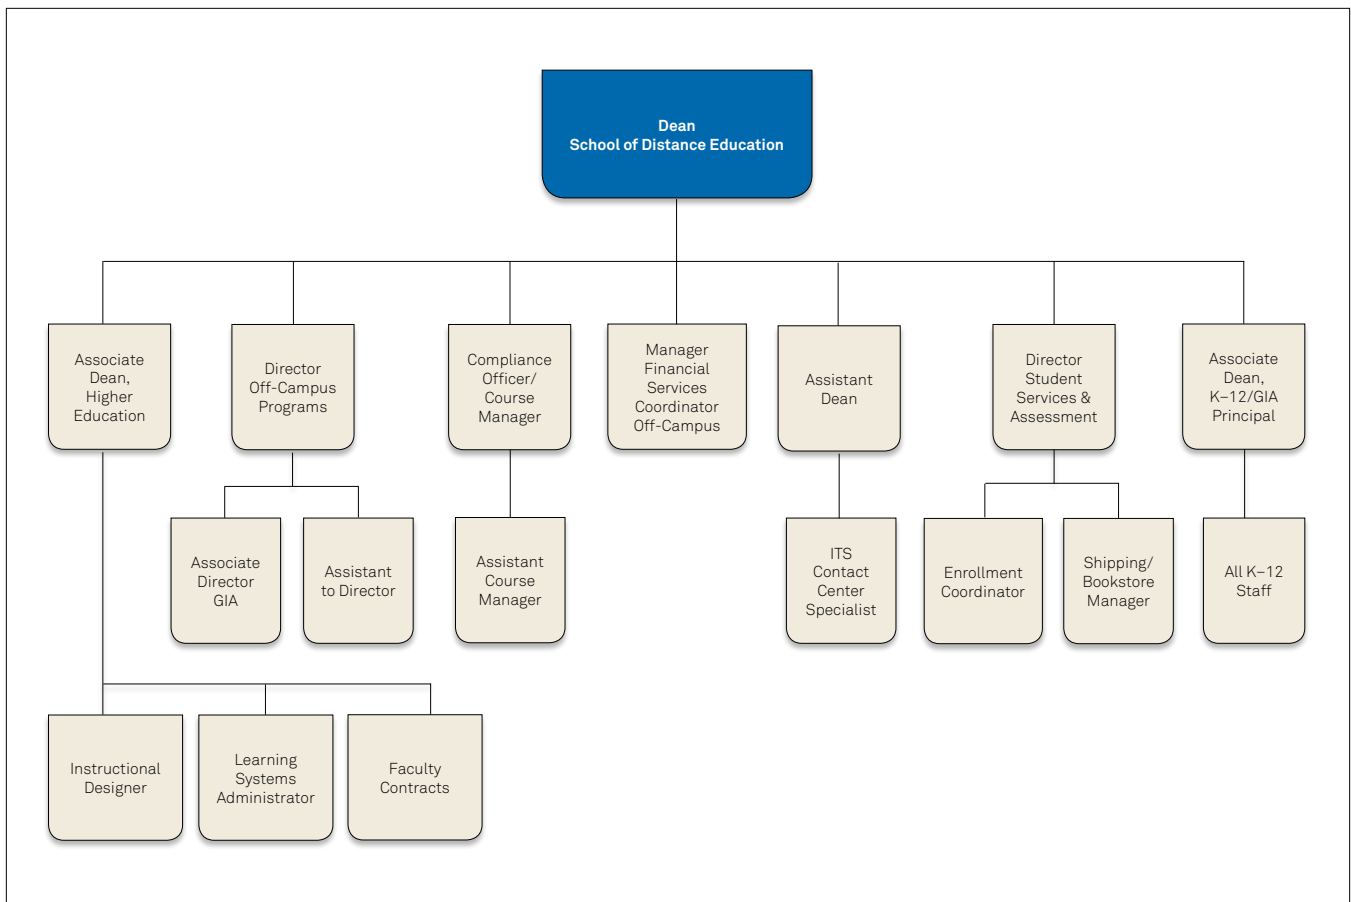 Dean
School of Distance Education
Associate
Dean,
Higher
Education
Director
Off-Campus
Programs
Compliance
Officer/
Course
Manager
Manager
Financial
Services
Coordinator
Off-Campus
Assistant
Dean
Director
Student
Services &
Assessment
Associate
Dean,
K–12/GIA
Principal
Associate
Director
GIA
Assistant
to Director
Assistant
Course
Manager
ITS
Contact
Center
Specialist
Enrollment
Coordinator
Shipping/
Bookstore
Manager
All K–12
Staff
Instructional
Designer
Learning
Systems
Administrator
Faculty
Contracts